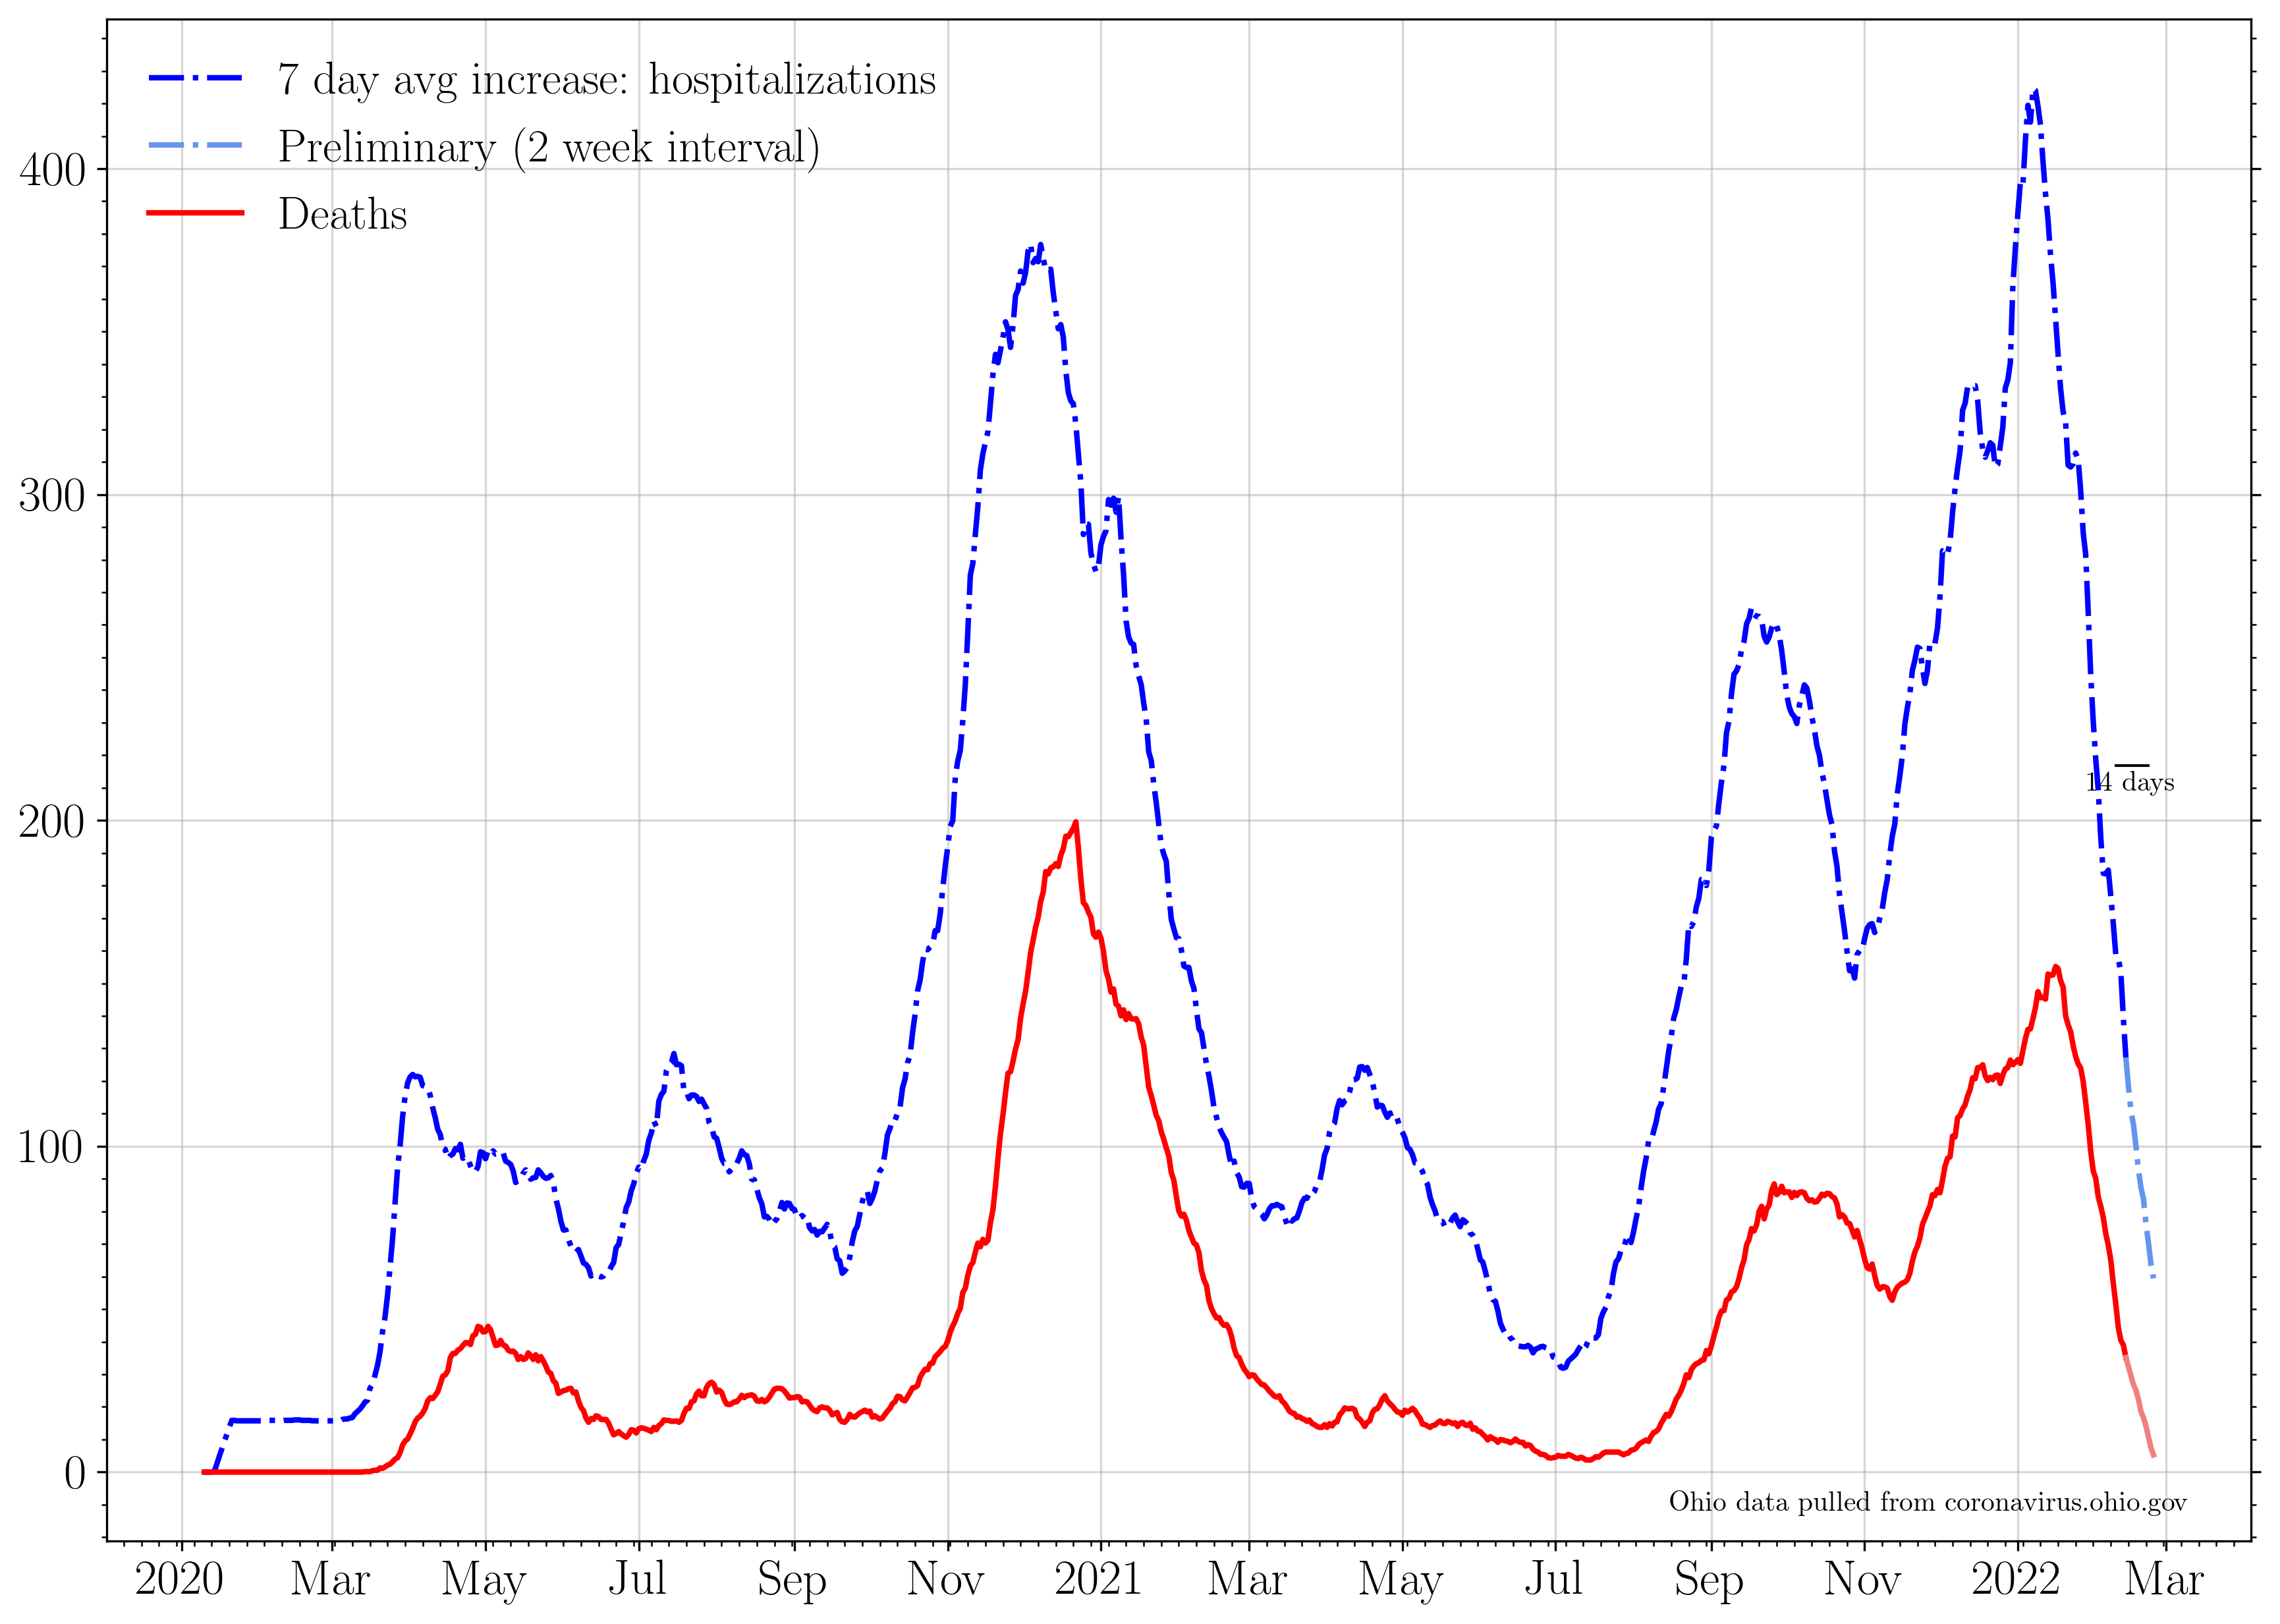 7 day avg increase: hospitalizations
Preliminary (2 week interval)
Deaths
400
300
200
100
0
14 days
Ohio data pulled from coronavirus.ohio.gov
2020 Mar May Jul Sep Nov 2021 Mar May Jul Sep Nov 2022 Mar